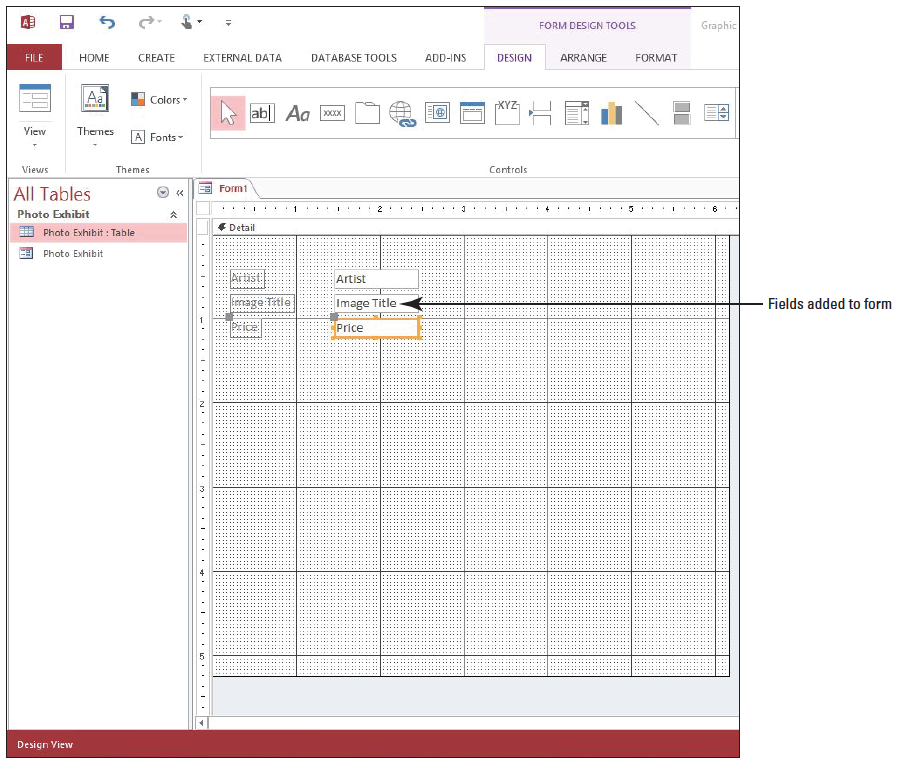 FORM DESIGN TOOLS
Graphic
FILE HOME CREATE EXTERNAL DATA DATABASE TOOLS ADD-INS DESIGN ARRANGE FORMAT
View
Themes
Colors
Fonts
Aa
ab
Aa
XXXX
XYZ
Views
Themes
Controls
All Tables
Photo Exhibit
Photo Exhibit : Table
Photo Exhibit
Form1
1 2 3 4 5 6
Detail
Artist Artist
Image Title Image Title
Fields added to form
1
Price Price
2
3
4
5
Design View